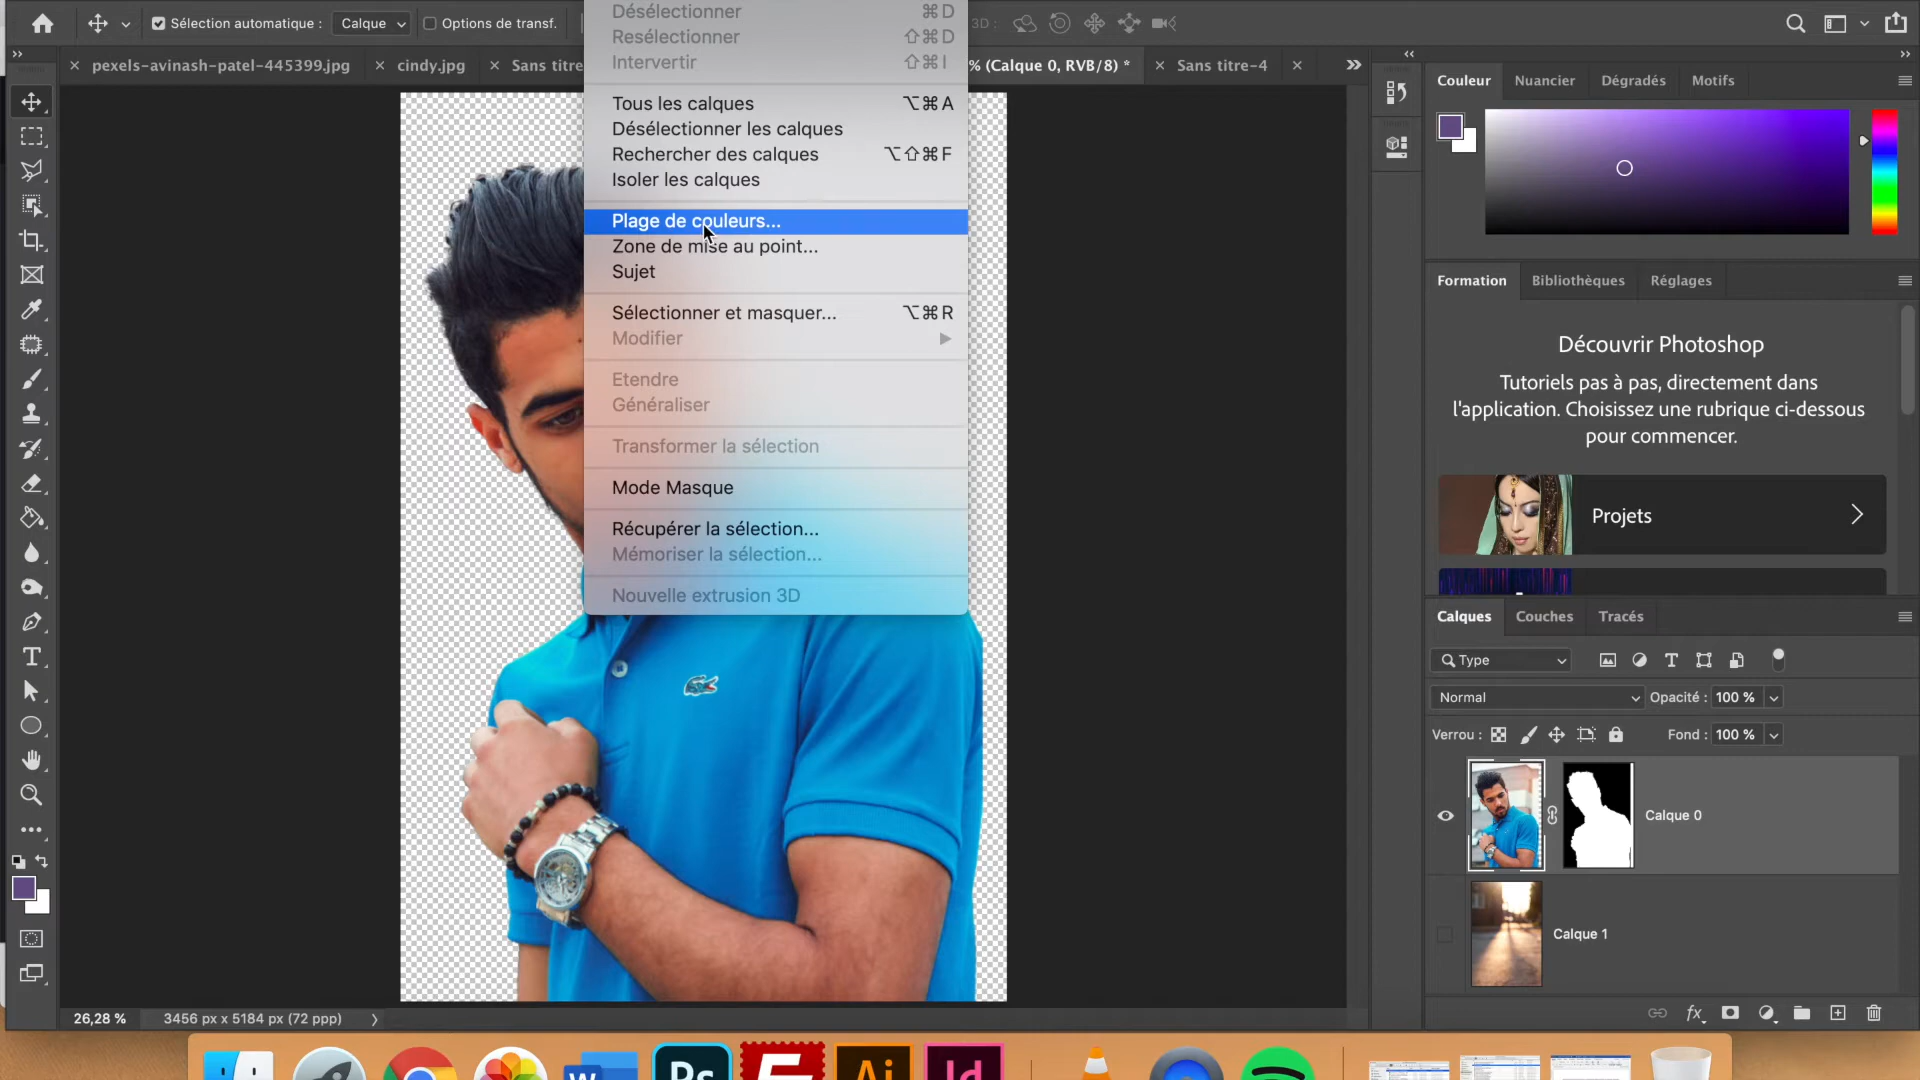 Sélection automatique :
Calque
Options de transf.
3D :
pexels-avinash-patel-445399.jpg
cindy.jpg
Sans titre
% (Calque 0, RVB/8) *
Sans titre-4
Désélectionner ⌘D
Resélectionner ⇧⌘D
Intervertir ⇧⌘I
Tous les calques ⌥⌘A
Désélectionner les calques
Rechercher des calques ⌥⇧⌘F
Isoler les calques
Plage de couleurs...
Zone de mise au point...
Sujet
Sélectionner et masquer... ⌥⌘R
Modifier
Etendre
Généraliser
Transformer la sélection
Mode Masque
Récupérer la sélection...
Mémoriser la sélection...
Nouvelle extrusion 3D
Couleur
Nuancier
Dégradés
Motifs
Formation
Bibliothèques
Réglages
Découvrir Photoshop
Tutoriels pas à pas, directement dans
l'application. Choisissez une rubrique ci-dessous
pour commencer.
Projets
Calques
Couches
Tracés
Type
Normal
Opacité : 100 %
Verrou :
Fond : 100 %
Calque 0
Calque 1
26,28 %
3456 px x 5184 px (72 ppp)
W
Ps
Ai
Id